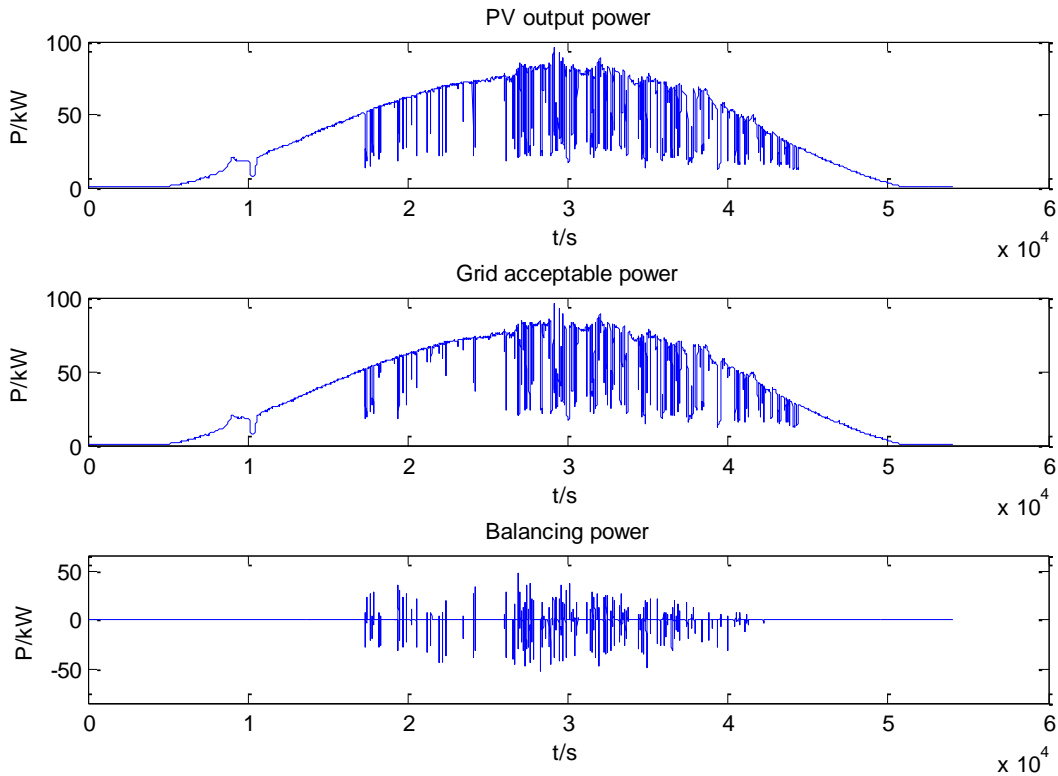 PV output power
100
50
0
P/kW
0 1 2 3 4 5 6
t/s
x 10^4
Grid acceptable power
100
50
0
P/kW
0 1 2 3 4 5 6
t/s
x 10^4
Balancing power
50
0
-50
P/kW
0 1 2 3 4 5 6
t/s
x 10^4